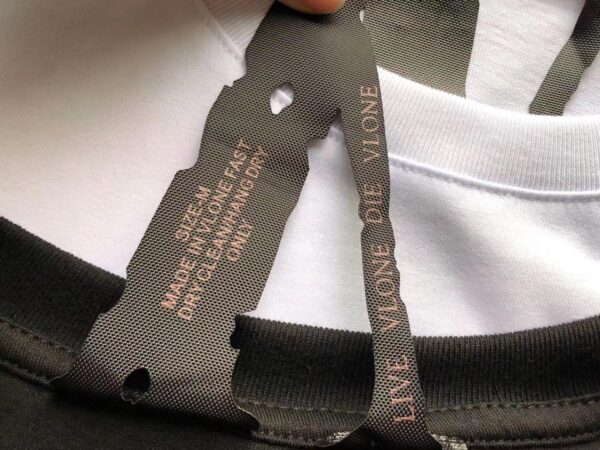 SIZE-M
MADE IN VLONE FAST
DRY CLEAN/HANG DRY
ONLY
LIVE VLONE DIE VLONE